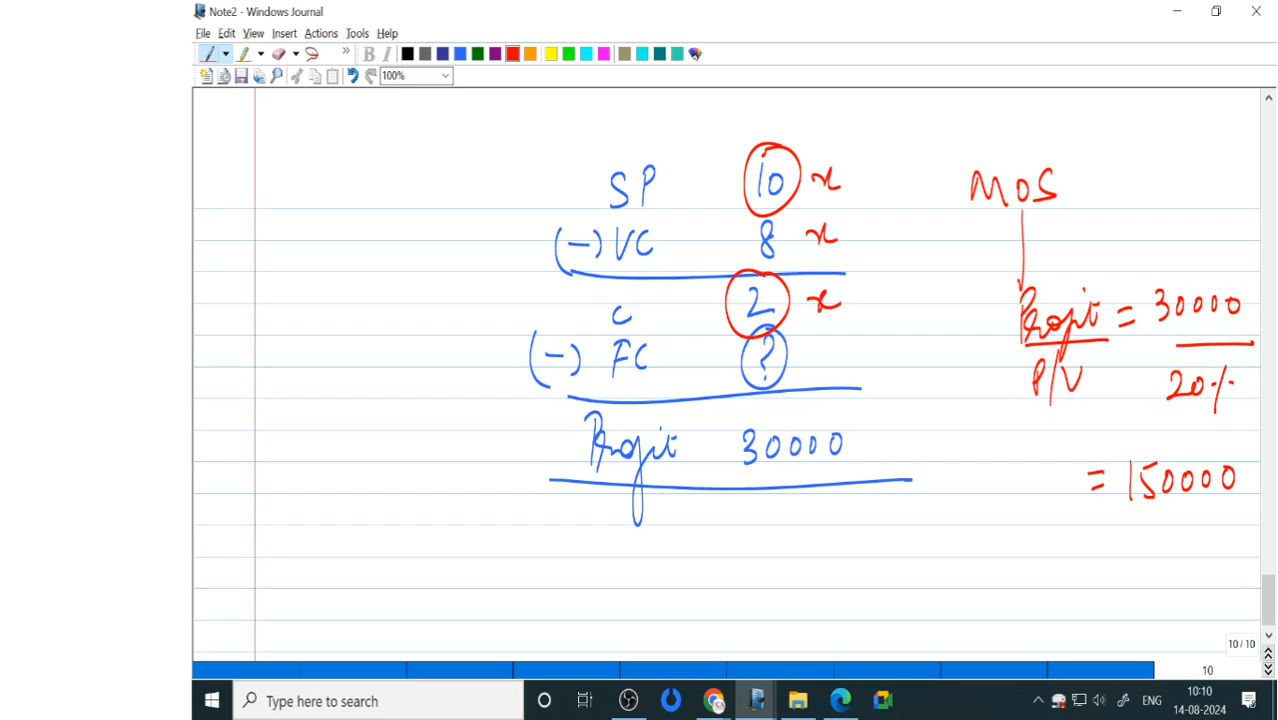 Note2 - Windows Journal
File Edit View Insert Actions Tools Help
» B I
100%
SP 10 x
(-) VC 8 x
C 2 x
(-) FC ?
Profit 30000
MOS
Profit = 30000
P/V 20%
= 150000
10 / 10
10
Type here to search
ENG
10:10
14-08-2024